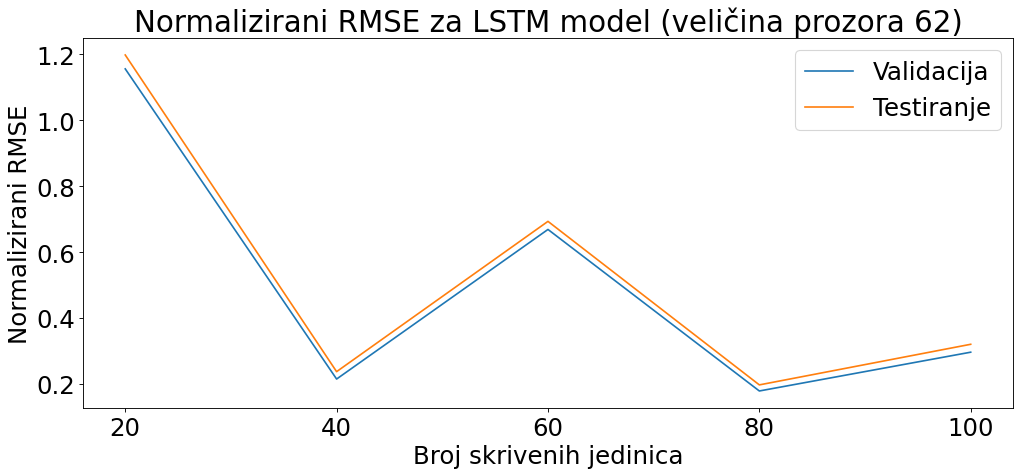 Normalizirani RMSE za LSTM model (veličina prozora 62)
Validacija
Testiranje
Normalizirani RMSE
1.2
1.0
0.8
0.6
0.4
0.2
20 40 60 80 100
Broj skrivenih jedinica